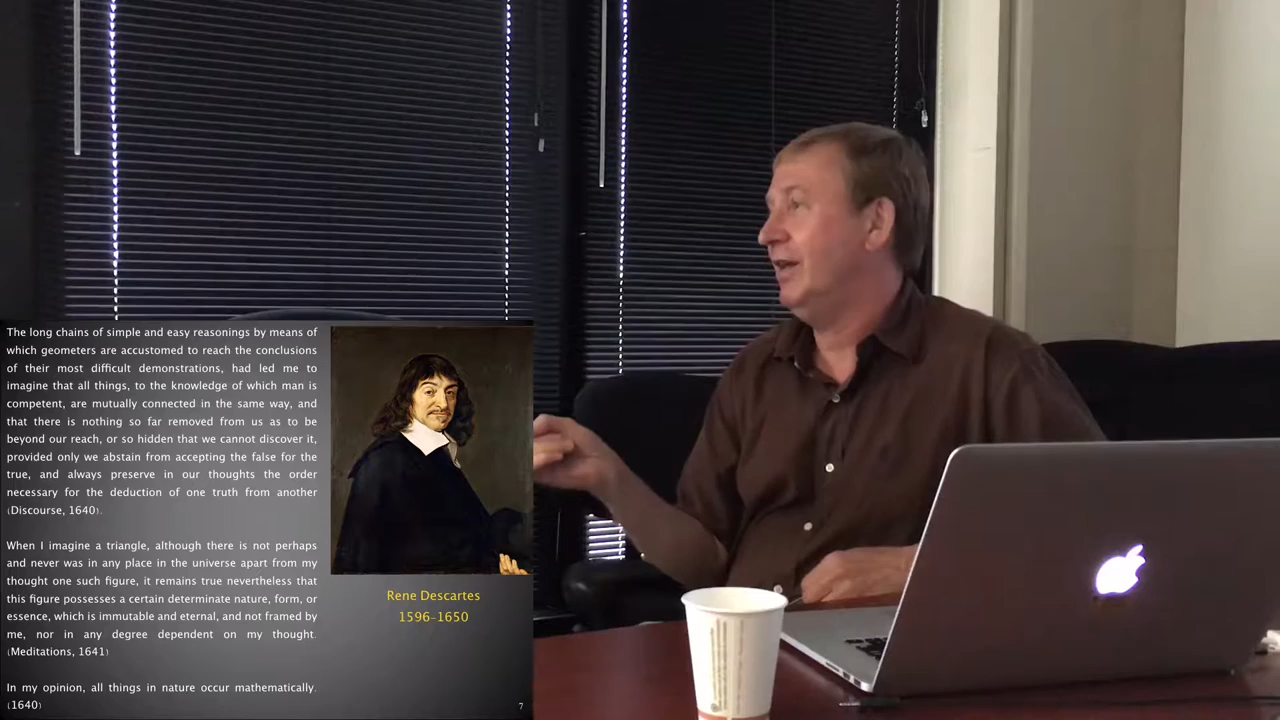 The long chains of simple and easy reasonings by means of
which geometers are accustomed to reach the conclusions
of their most difficult demonstrations, had led me to
imagine that all things, to the knowledge of which man is
competent, are mutually connected in the same way, and
that there is nothing so far removed from us as to be
beyond our reach, or so hidden that we cannot discover it,
provided only we abstain from accepting the false for the
true, and always preserve in our thoughts the order
necessary for the deduction of one truth from another
(Discourse, 1640).
When I imagine a triangle, although there is not perhaps
and never was in any place in the universe apart from my
thought one such figure, it remains true nevertheless that
this figure possesses a certain determinate nature, form, or
essence, which is immutable and eternal, and not framed by
me, nor in any degree dependent on my thought.
(Meditations, 1641)
In my opinion, all things in nature occur mathematically.
(1640)
Rene Descartes
1596-1650
7